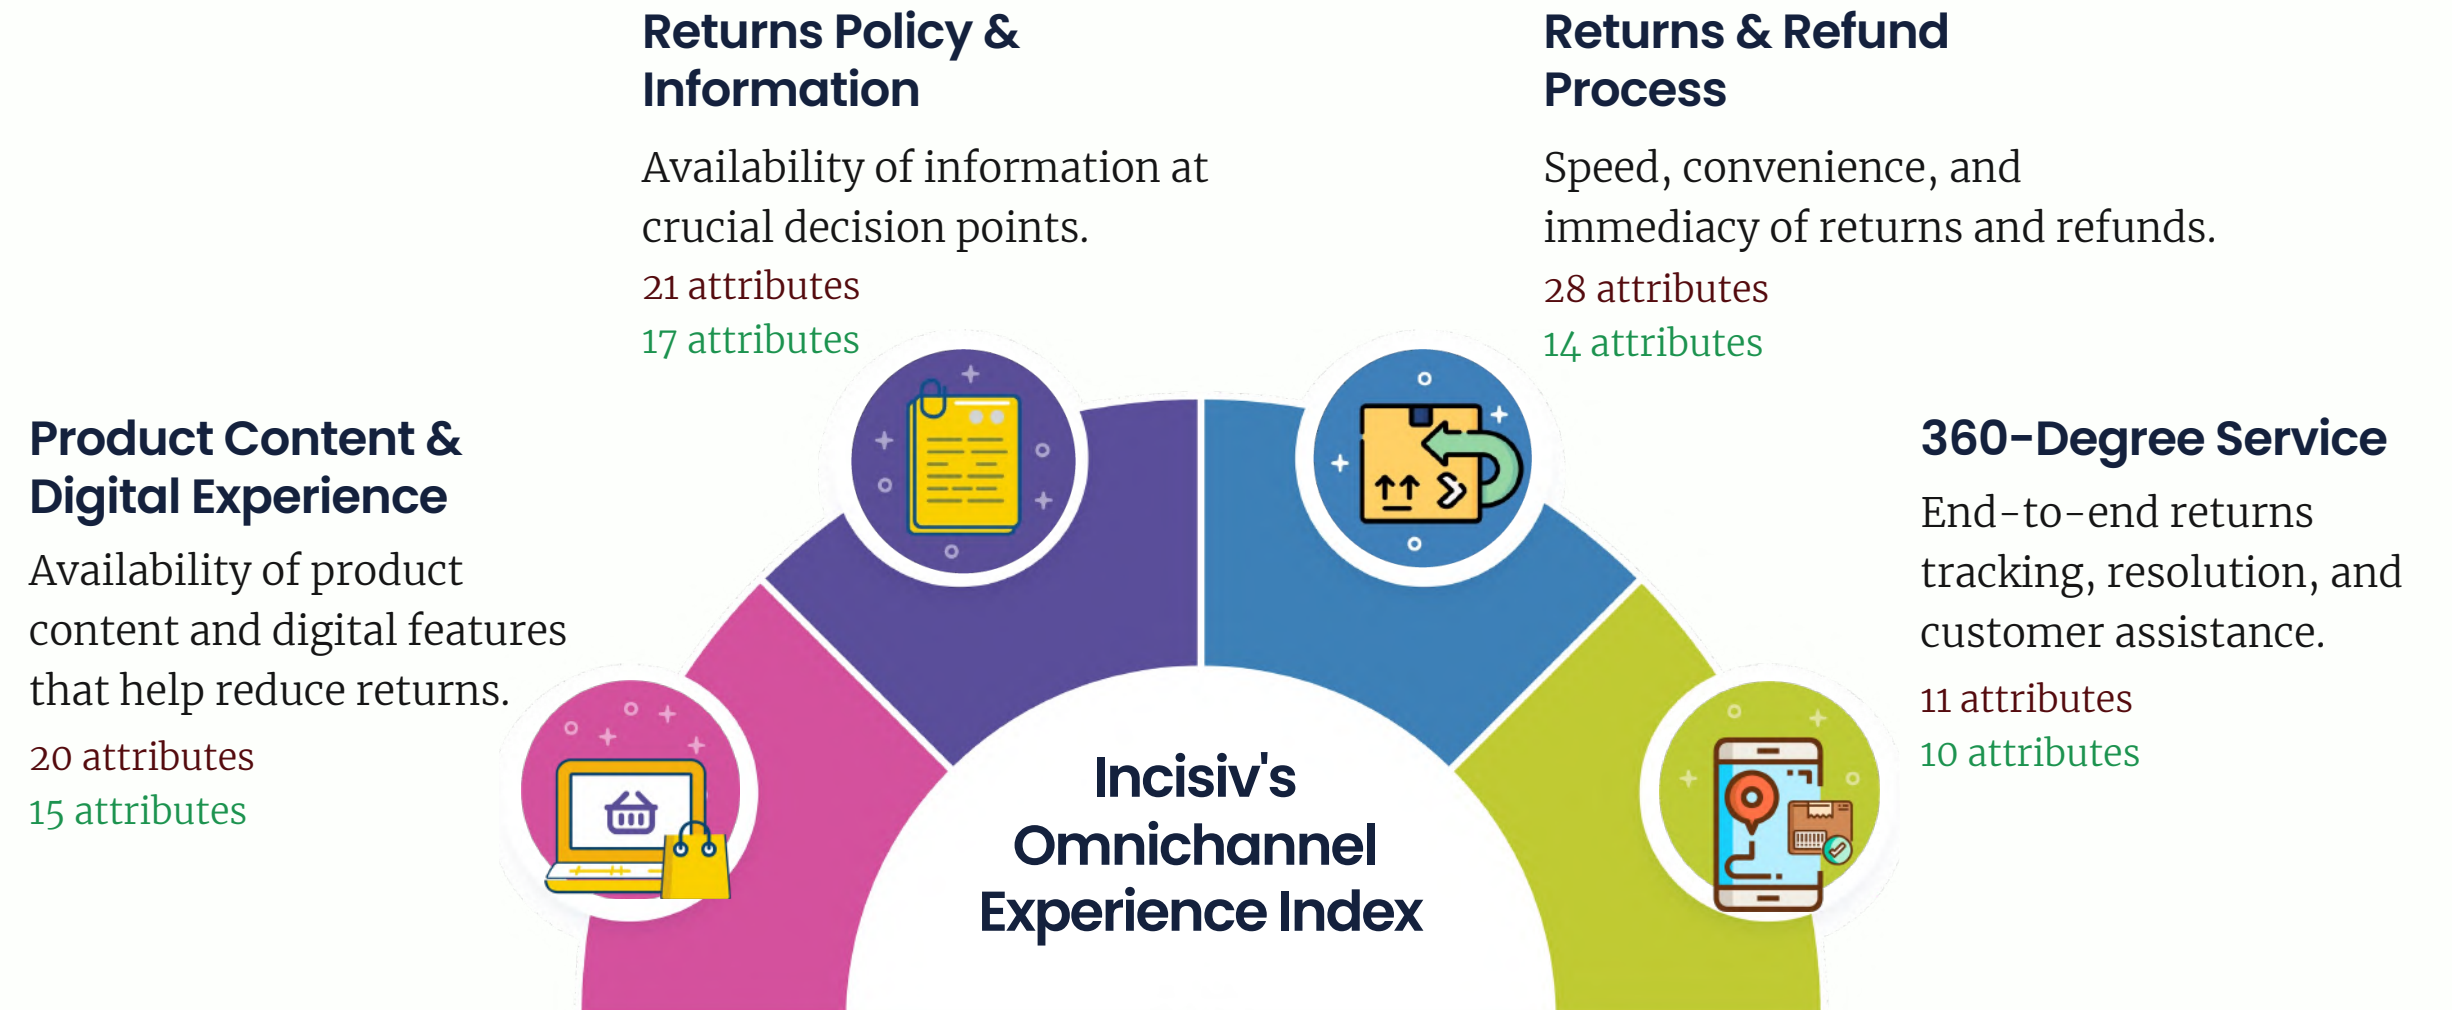 Returns Policy &
Information
Availability of information at
crucial decision points.
21 attributes
17 attributes
Returns & Refund
Process
Speed, convenience, and
immediacy of returns and refunds.
28 attributes
14 attributes
Product Content &
Digital Experience
Availability of product
content and digital features
that help reduce returns.
20 attributes
15 attributes
360-Degree Service
End-to-end returns
tracking, resolution, and
customer assistance.
11 attributes
10 attributes
Incisiv's
Omnichannel
Experience Index